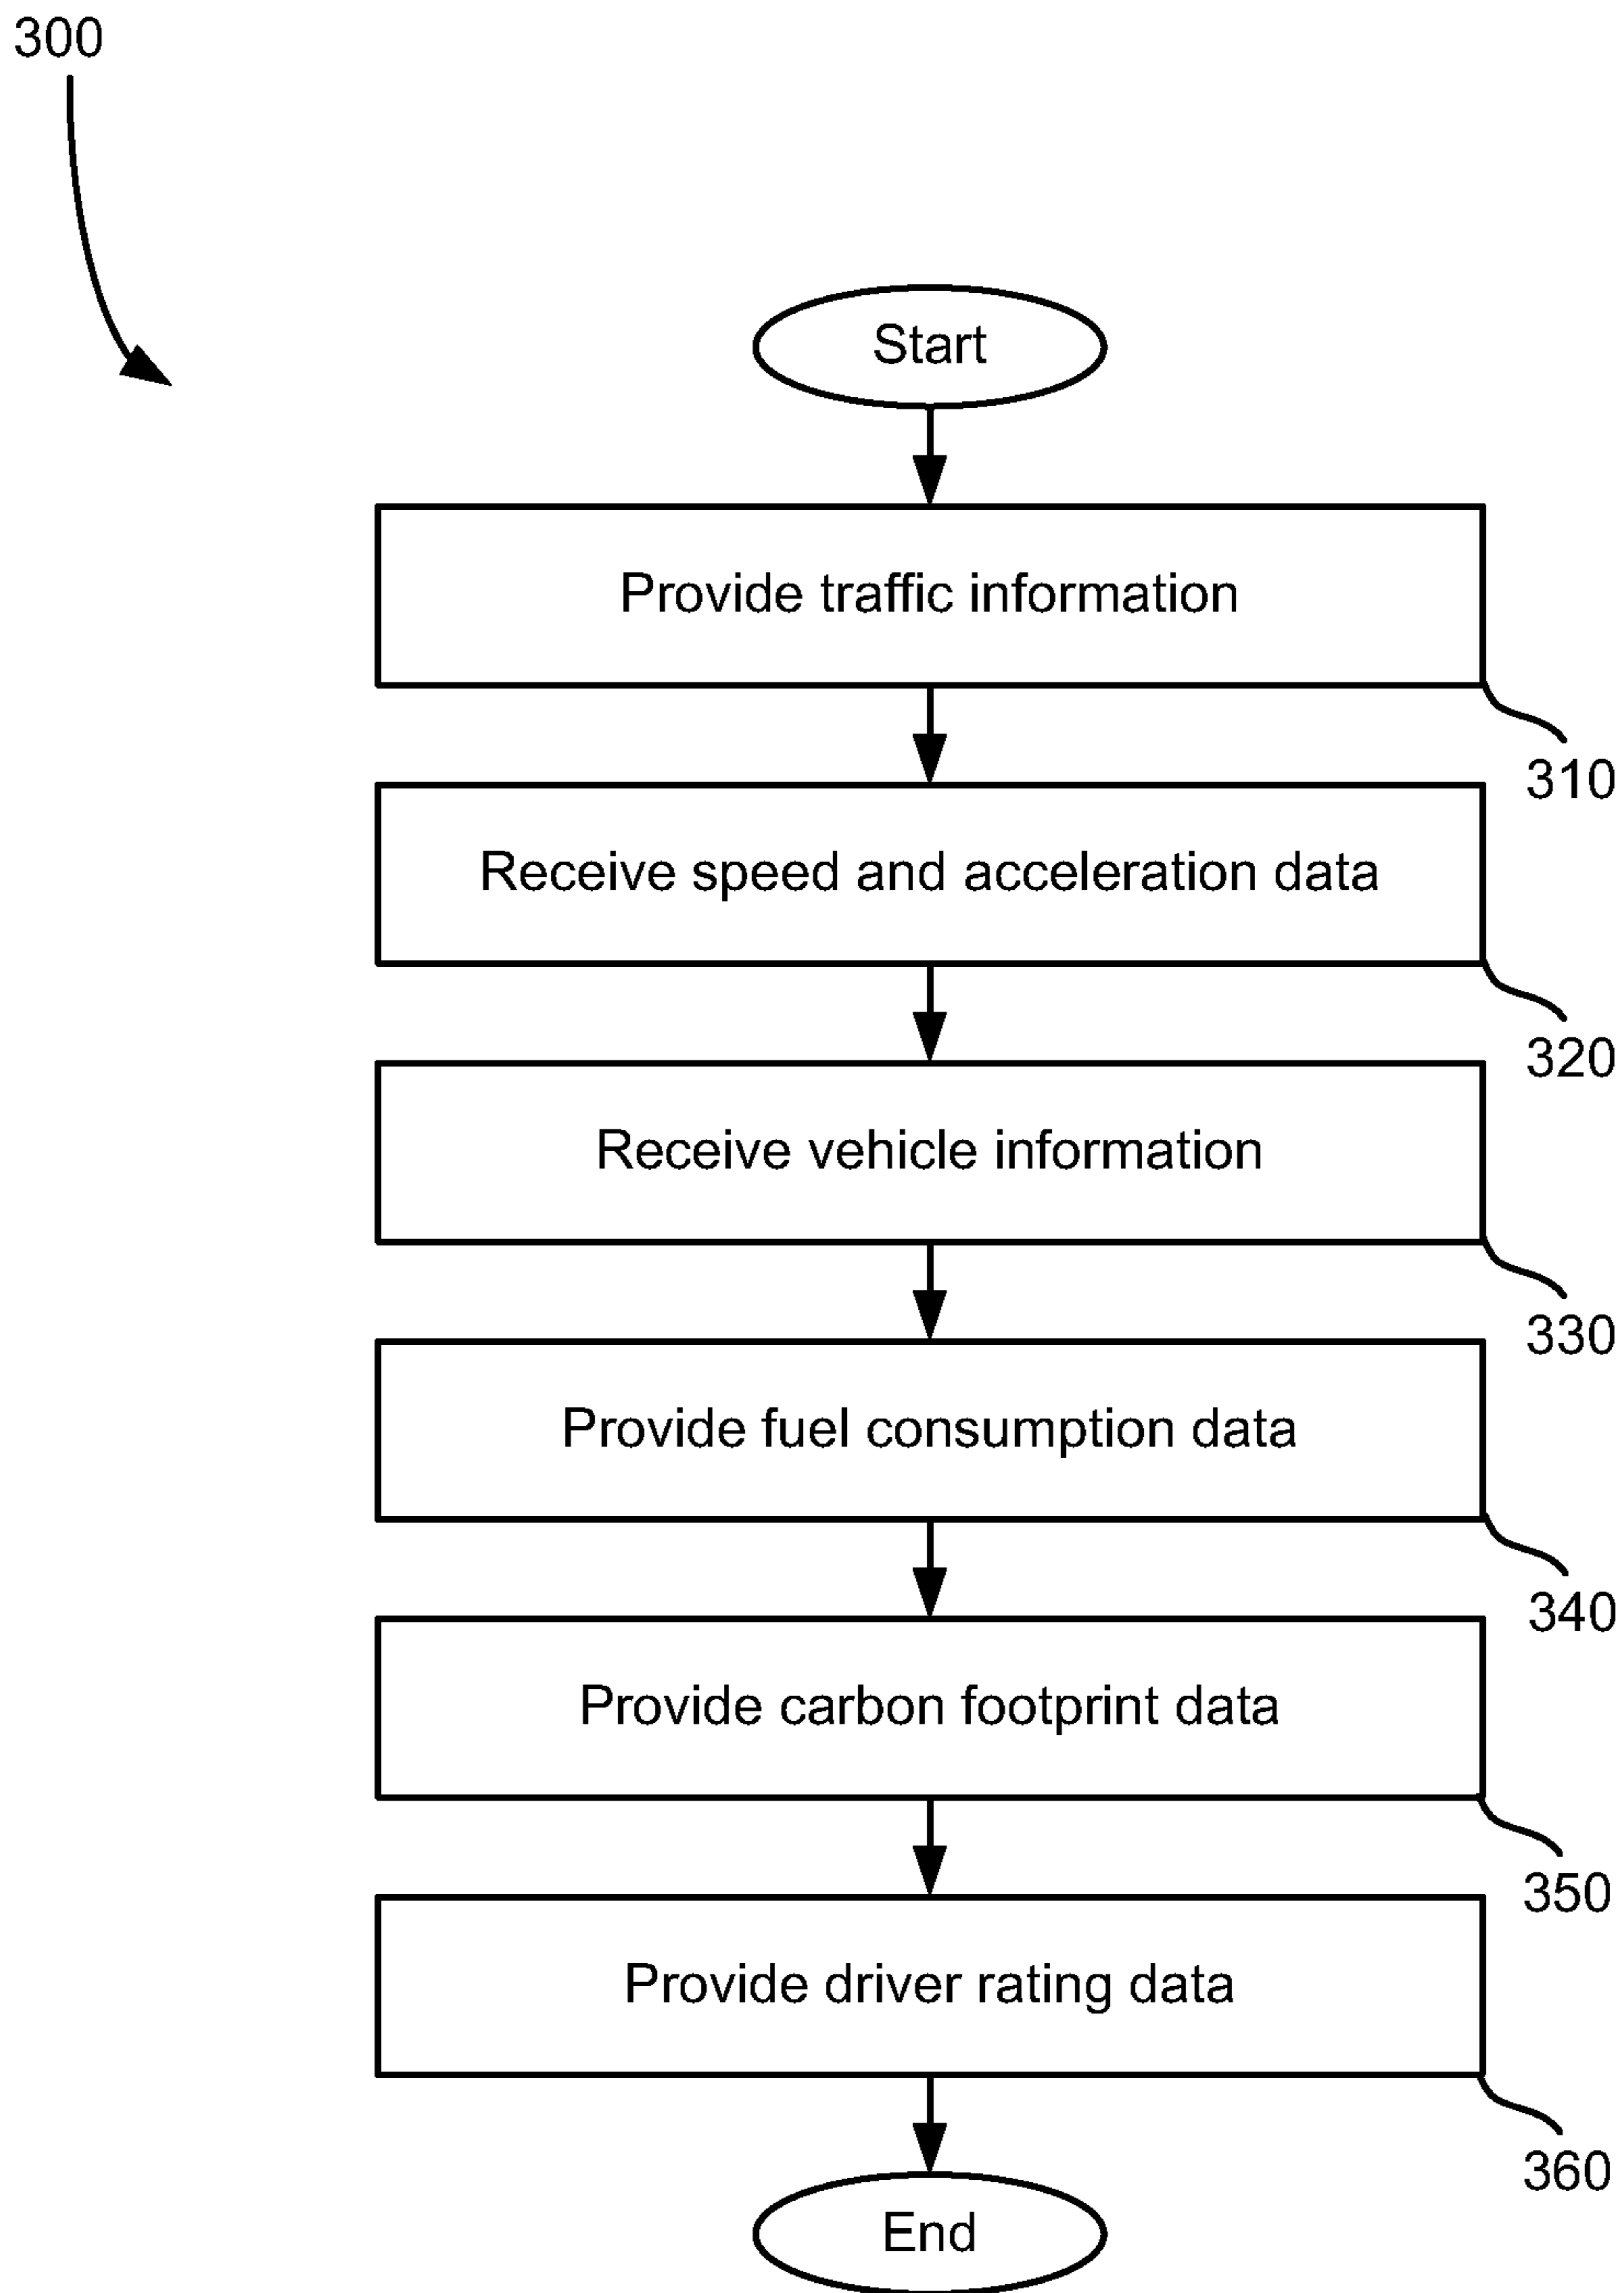 300
Start
Provide traffic information
310
Receive speed and acceleration data
320
Receive vehicle information
330
Provide fuel consumption data
340
Provide carbon footprint data
350
Provide driver rating data
360
End